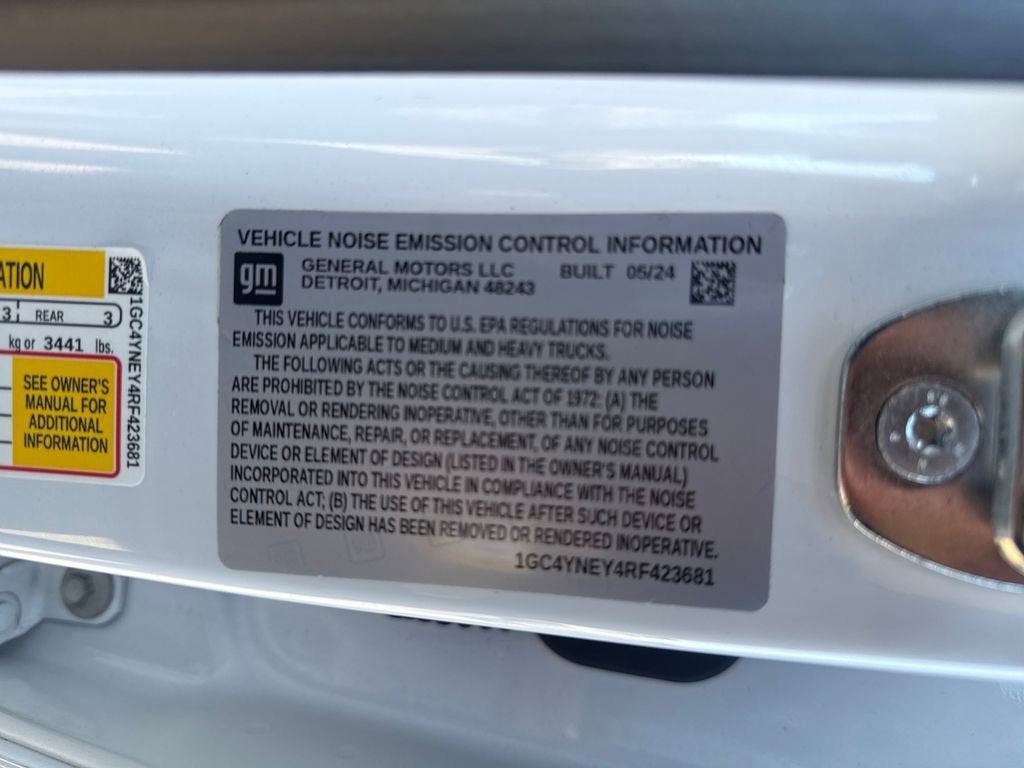 ATION
3 REAR 3
kg or 3441 lbs.
SEE OWNER'S
MANUAL FOR
ADDITIONAL
INFORMATION
1GC4YNEY4RF423681
VEHICLE NOISE EMISSION CONTROL INFORMATION
gm
GENERAL MOTORS LLC BUILT 05/24
DETROIT, MICHIGAN 48243
THIS VEHICLE CONFORMS TO U.S. EPA REGULATIONS FOR NOISE
EMISSION APPLICABLE TO MEDIUM AND HEAVY TRUCKS.
THE FOLLOWING ACTS OR THE CAUSING THEREOF BY ANY PERSON
ARE PROHIBITED BY THE NOISE CONTROL ACT OF 1972: (A) THE
REMOVAL OR RENDERING INOPERATIVE, OTHER THAN FOR PURPOSES
OF MAINTENANCE, REPAIR, OR REPLACEMENT, OF ANY NOISE CONTROL
DEVICE OR ELEMENT OF DESIGN (LISTED IN THE OWNER'S MANUAL)
INCORPORATED INTO THIS VEHICLE IN COMPLIANCE WITH THE NOISE
CONTROL ACT; (B) THE USE OF THIS VEHICLE AFTER SUCH DEVICE OR
ELEMENT OF DESIGN HAS BEEN REMOVED OR RENDERED INOPERATIVE.
1GC4YNEY4RF423681